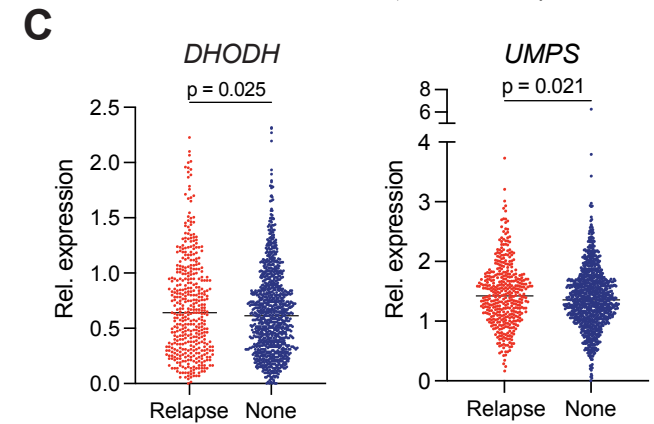 C
DHODH
p = 0.025
2.5
2.0
1.5
1.0
0.5
0.0
Rel. expression
Relapse None
UMPS
p = 0.021
8
6
4
3
2
1
0
Rel. expression
Relapse None